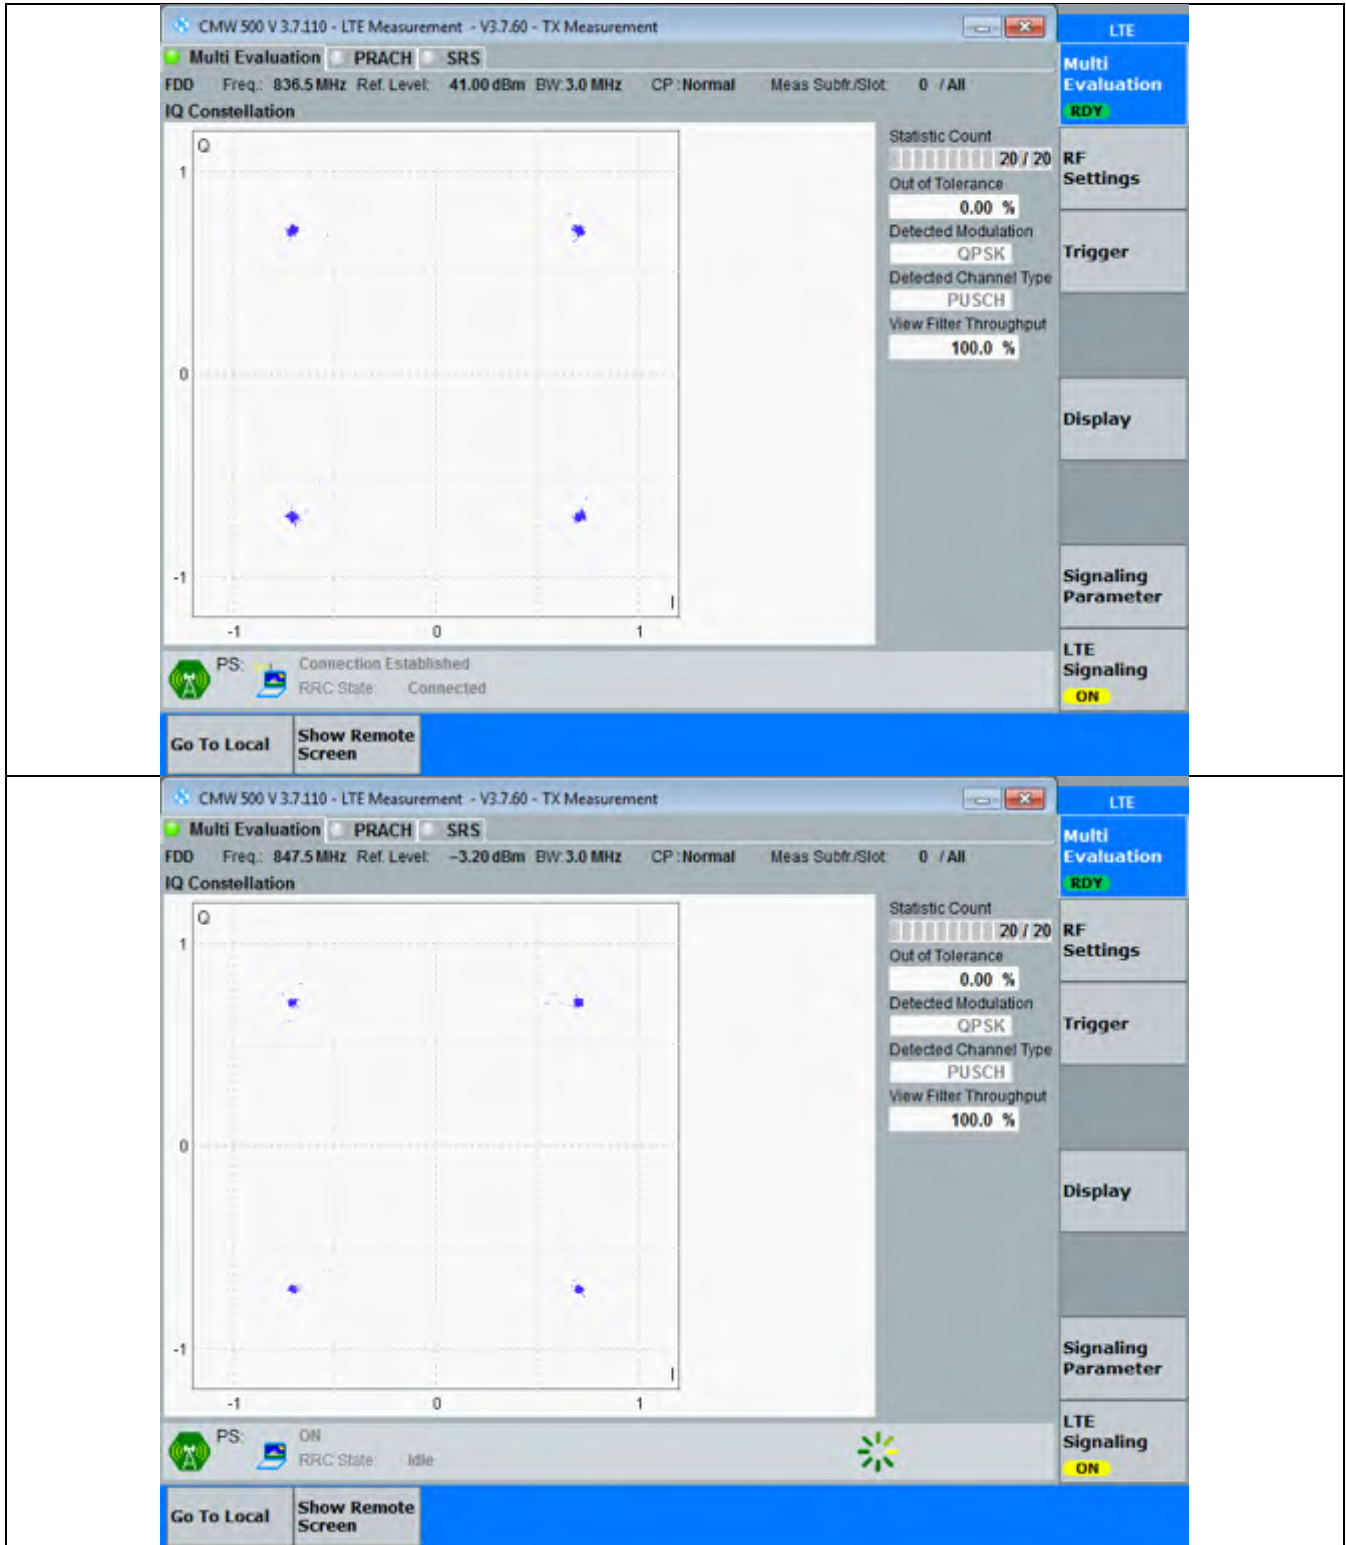 CMW 500 V 3.7.110 - LTE Measurement - V3.7.60 - TX Measurement
LTE
Multi Evaluation PRACH SRS
Multi
Evaluation
RDY
FDD Freq.: 836.5 MHz Ref. Level: 41.00 dBm BW: 3.0 MHz CP : Normal Meas Subfr./Slot: 0 / All
IQ Constellation
Q
1
0
-1
-1 0 1
I
Statistic Count
20 / 20
Out of Tolerance
0.00 %
Detected Modulation
QPSK
Detected Channel Type
PUSCH
View Filter Throughput
100.0 %
RF
Settings
Trigger
Display
Signaling
Parameter
LTE
Signaling
ON
PS: Connection Established
RRC State: Connected
Go To Local
Show Remote
Screen
CMW 500 V 3.7.110 - LTE Measurement - V3.7.60 - TX Measurement
LTE
Multi Evaluation PRACH SRS
Multi
Evaluation
RDY
FDD Freq.: 847.5 MHz Ref. Level: -3.20 dBm BW: 3.0 MHz CP : Normal Meas Subfr./Slot: 0 / All
IQ Constellation
Q
1
0
-1
-1 0 1
I
Statistic Count
20 / 20
Out of Tolerance
0.00 %
Detected Modulation
QPSK
Detected Channel Type
PUSCH
View Filter Throughput
100.0 %
RF
Settings
Trigger
Display
Signaling
Parameter
LTE
Signaling
ON
PS: ON
RRC State: Idle
Go To Local
Show Remote
Screen